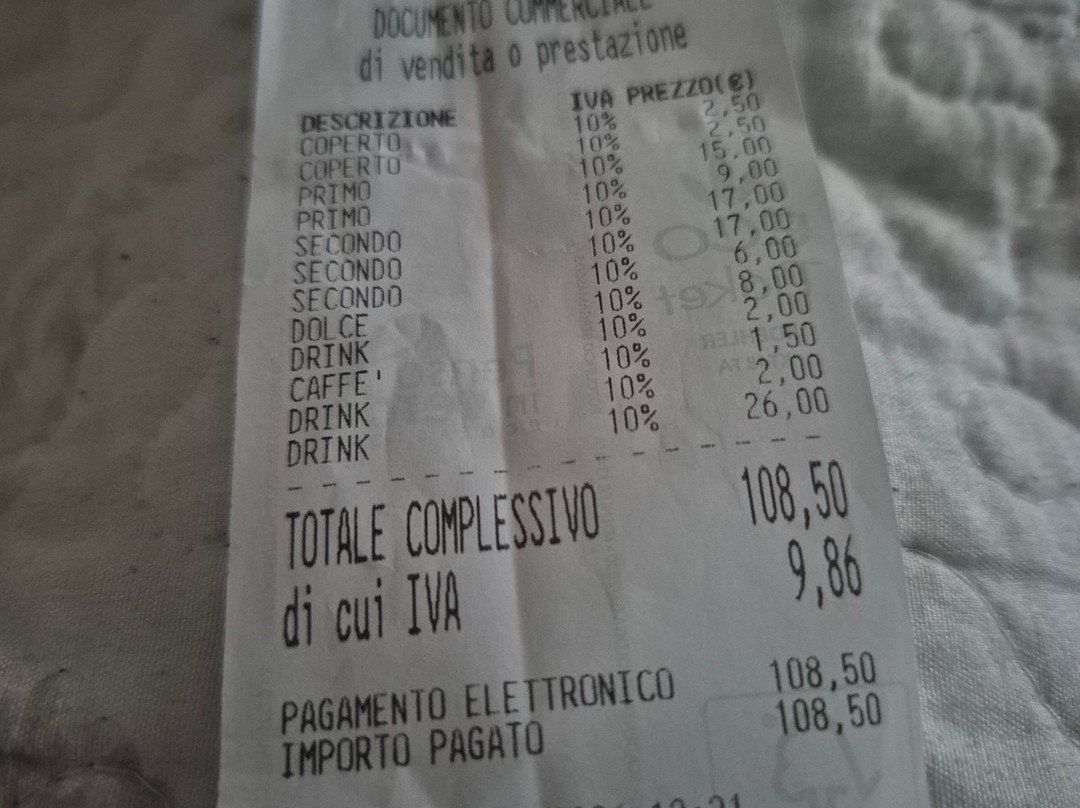 DOCUMENTO COMMERCIALE
di vendita o prestazione
DESCRIZIONE IVA PREZZO(€)
COPERTO 10% 2,50
COPERTO 10% 2,50
PRIMO 10% 15,00
PRIMO 10% 9,00
SECONDO 10% 17,00
SECONDO 10% 17,00
SECONDO 10% 6,00
DOLCE 10% 8,00
DRINK 10% 2,00
CAFFE' 10% 1,50
DRINK 10% 2,00
DRINK 10% 26,00
TOTALE COMPLESSIVO 108,50
di cui IVA 9,86
PAGAMENTO ELETTRONICO 108,50
IMPORTO PAGATO 108,50